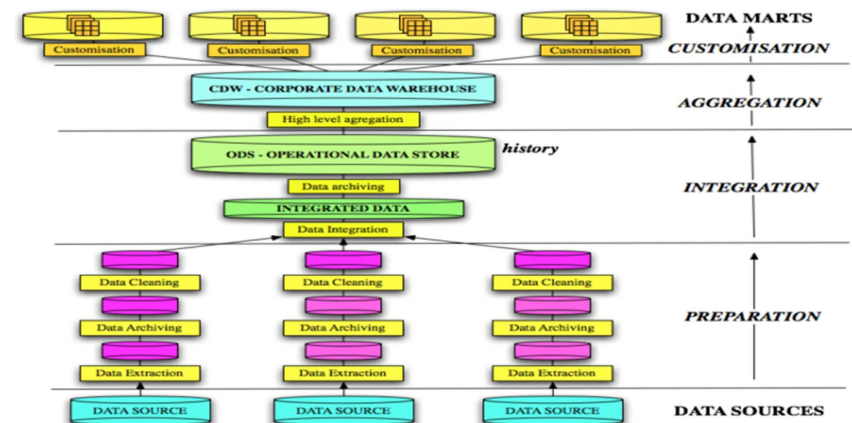 DATA MARTS
Customisation
Customisation
Customisation
Customisation
CUSTOMISATION
CDW - CORPORATE DATA WAREHOUSE
AGGREGATION
High level agregation
ODS - OPERATIONAL DATA STORE
history
Data archiving
INTEGRATION
INTEGRATED DATA
Data Integration
Data Cleaning
Data Cleaning
Data Cleaning
PREPARATION
Data Archiving
Data Archiving
Data Archiving
Data Extraction
Data Extraction
Data Extraction
DATA SOURCE
DATA SOURCE
DATA SOURCE
DATA SOURCES